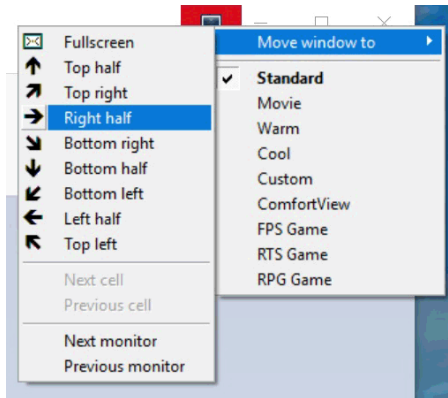 Fullscreen
Top half
Top right
Right half
Bottom right
Bottom half
Bottom left
Left half
Top left
Next cell
Previous cell
Next monitor
Previous monitor
Move window to
Standard
Movie
Warm
Cool
Custom
ComfortView
FPS Game
RTS Game
RPG Game